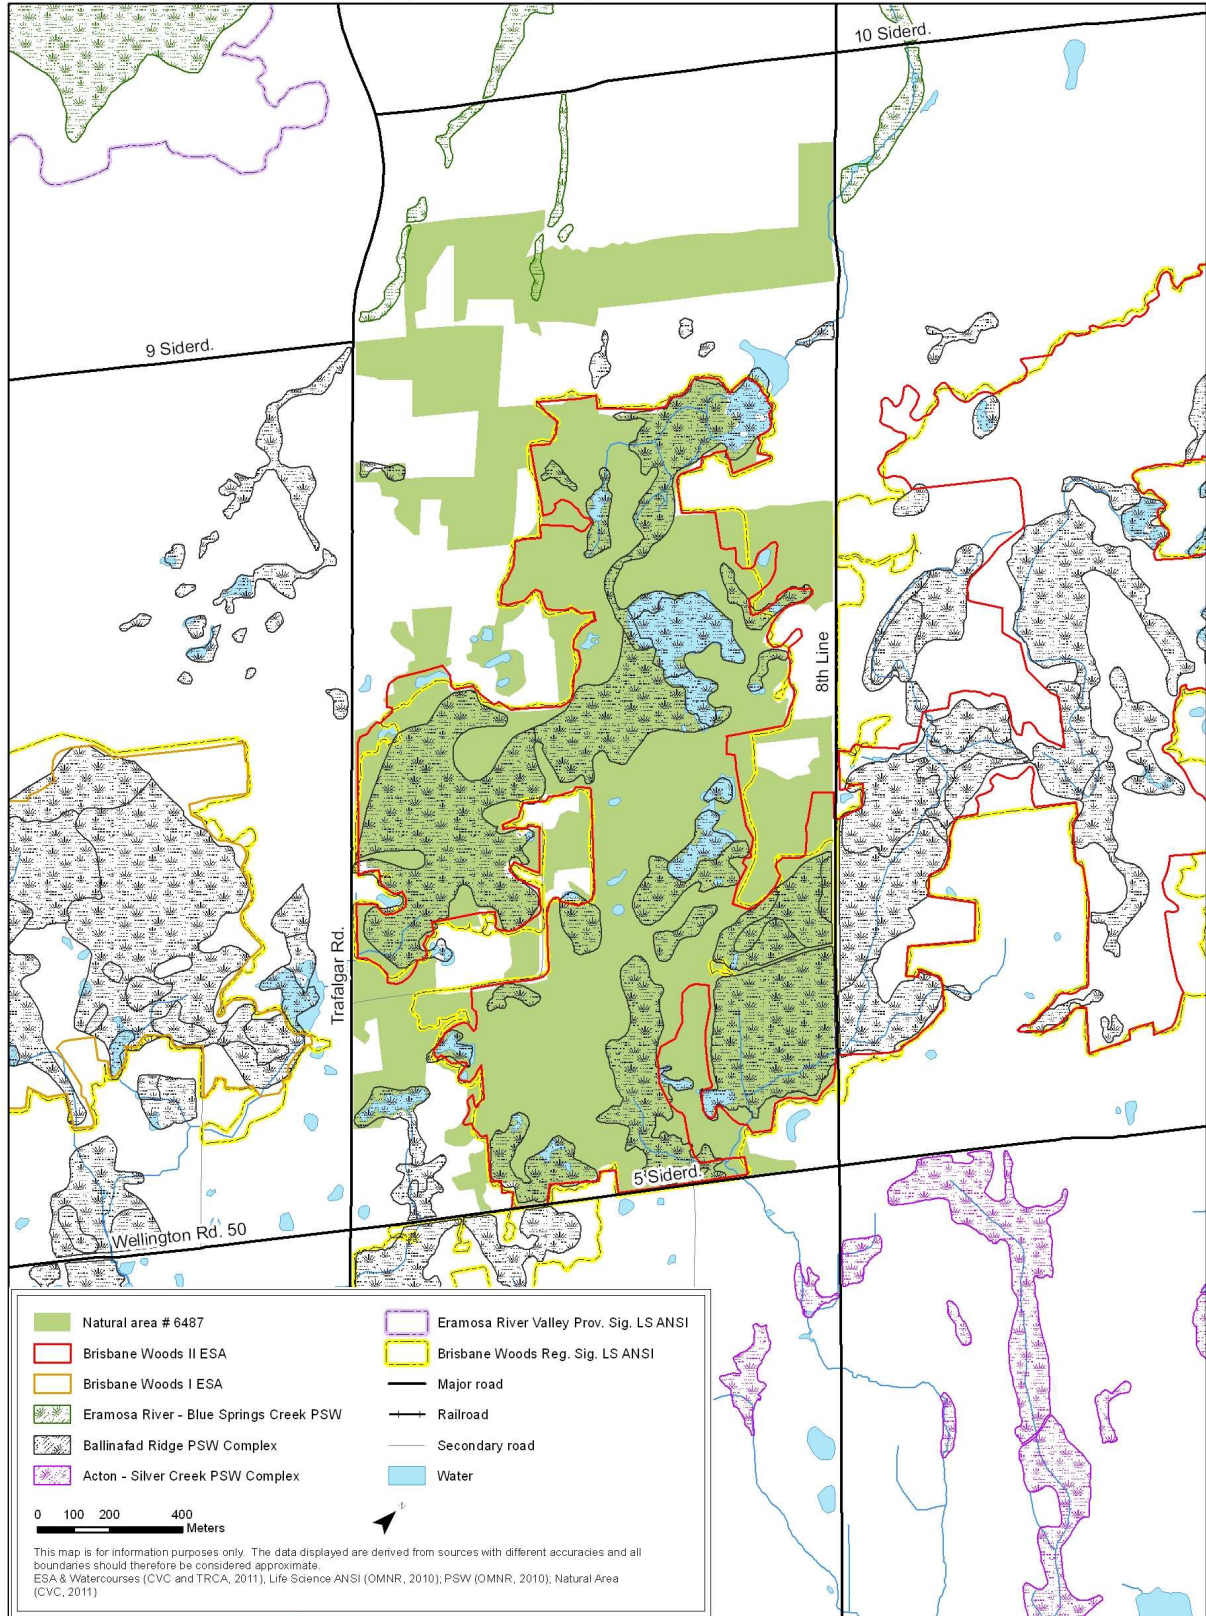 10 Siderd.
9 Siderd.
8th Line
Trafalgar Rd.
5 Siderd.
Wellington Rd. 50
Natural area # 6487
Brisbane Woods II ESA
Brisbane Woods I ESA
Eramosa River - Blue Springs Creek PSW
Ballinafad Ridge PSW Complex
Acton - Silver Creek PSW Complex
Eramosa River Valley Prov. Sig. LS ANSI
Brisbane Woods Reg. Sig. LS ANSI
Major road
Railroad
Secondary road
Water
0 100 200 400
Meters
N
This map is for information purposes only. The data displayed are derived from sources with different accuracies and all
boundaries should therefore be considered approximate.
ESA & Watercourses (CVC and TRCA, 2011), Life Science ANSI (OMNR, 2010); PSW (OMNR, 2010); Natural Area
(CVC, 2011)